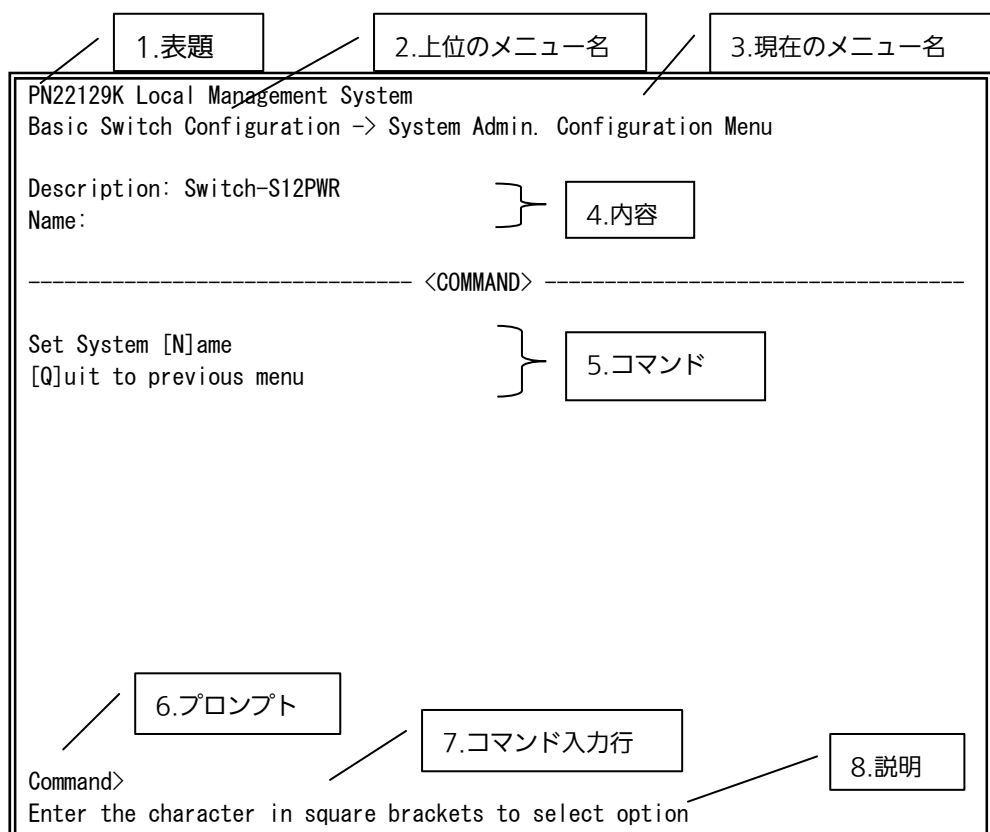 1.表題
2.上位のメニュー名
3.現在のメニュー名
PN22129K Local Management System
Basic Switch Configuration -> System Admin. Configuration Menu
Description: Switch-S12PWR
Name:
4.内容
-------------------------------- <COMMAND> -----------------------------------
Set System [N]ame
[Q]uit to previous menu
5.コマンド
6.プロンプト
7.コマンド入力行
8.説明
Command>
Enter the character in square brackets to select option